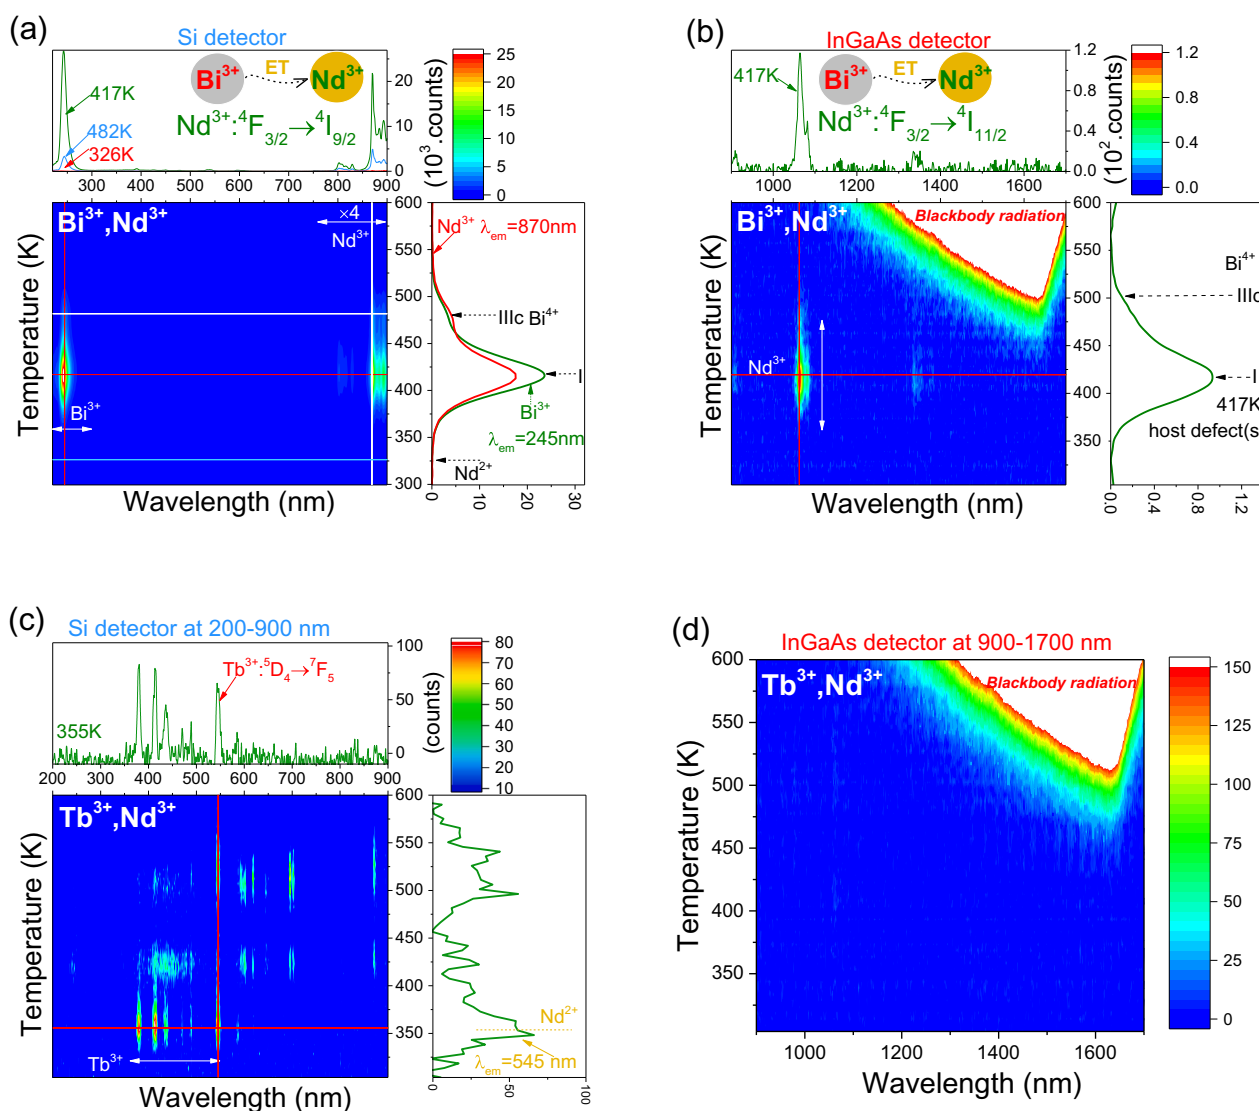 (a)
Si detector
Bi³⁺
ET
Nd³⁺
417K
482K
326K
Nd³⁺:⁴F₃/₂→⁴I₉/₂
20
10
0
200 300 400 500 600 700 800 900
25
20
15
10
5
0
(10³.counts)
Bi³⁺,Nd³⁺
×4
Nd³⁺
Bi³⁺
Temperature (K)
Wavelength (nm)
600
550
500
450
400
350
300
Nd³⁺ λem=870nm
IIIc Bi⁴⁺
I
Bi³⁺
λem=245nm
Nd²⁺
0 10 20 30
(b)
InGaAs detector
Bi³⁺
ET
Nd³⁺
417K
Nd³⁺:⁴F₃/₂→⁴I₁₁/₂
1.2
0.8
0.4
0.0
1000 1200 1400 1600
1.2
0.9
0.6
0.3
0.0
(10².counts)
Bi³⁺,Nd³⁺
Blackbody radiation
Nd³⁺
Temperature (K)
Wavelength (nm)
600
550
500
450
400
350
Bi⁴⁺
IIIc
I
417K
host defect(s
0.0 0.4 0.8 1.2
(c)
Si detector at 200-900 nm
Tb³⁺:⁵D₄→⁷F₅
355K
100
50
0
200 300 400 500 600 700 800 900
80
70
60
50
40
30
20
10
(counts)
Tb³⁺,Nd³⁺
Tb³⁺
Temperature (K)
Wavelength (nm)
600
550
500
450
400
350
Nd²⁺
λem=545 nm
0 50 100
(d)
InGaAs detector at 900-1700 nm
Tb³⁺,Nd³⁺
Blackbody radiation
Temperature (K)
600
550
500
450
400
350
1000 1200 1400 1600
Wavelength (nm)
150
125
100
75
50
25
0